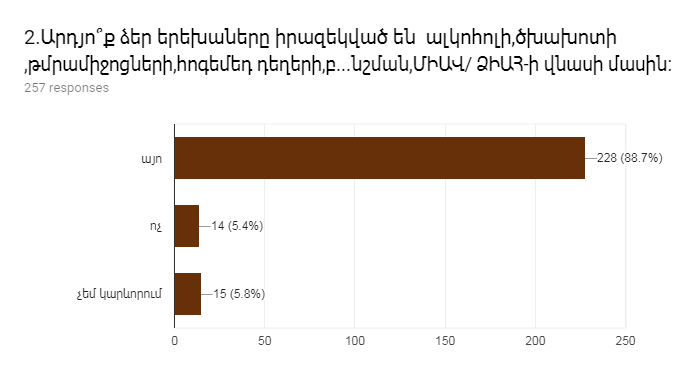 2.Արդյո՞ք ձեր երեխաները իրազեկված են  ալկոհոլի,ծխախոտի
,թմրամիջոցների,հոգեմեդ դեղերի,բ...նշման,ՄԻԱՎ/ ՁԻԱՀ-ի վնասի մասին:
257 responses
այո
228 (88.7%)
ոչ
14 (5.4%)
չեմ կարևորում
15 (5.8%)
0 50 100 150 200 250